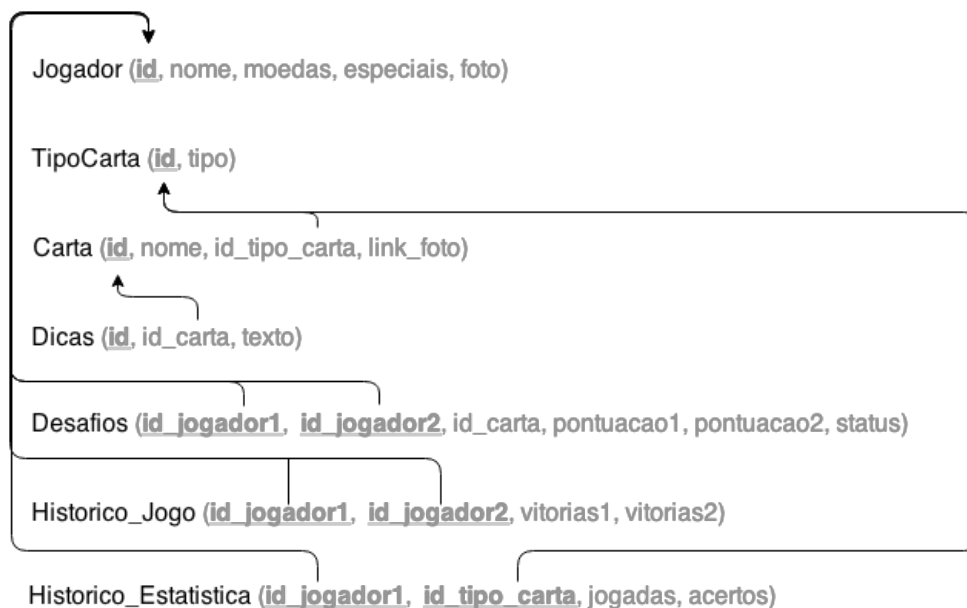 Jogador (id, nome, moedas, especiais, foto)
TipoCarta (id, tipo)
Carta (id, nome, id_tipo_carta, link_foto)
Dicas (id, id_carta, texto)
Desafios (id_jogador1, id_jogador2, id_carta, pontuacao1, pontuacao2, status)
Historico_Jogo (id_jogador1, id_jogador2, vitorias1, vitorias2)
Historico_Estatistica (id_jogador1, id_tipo_carta, jogadas, acertos)